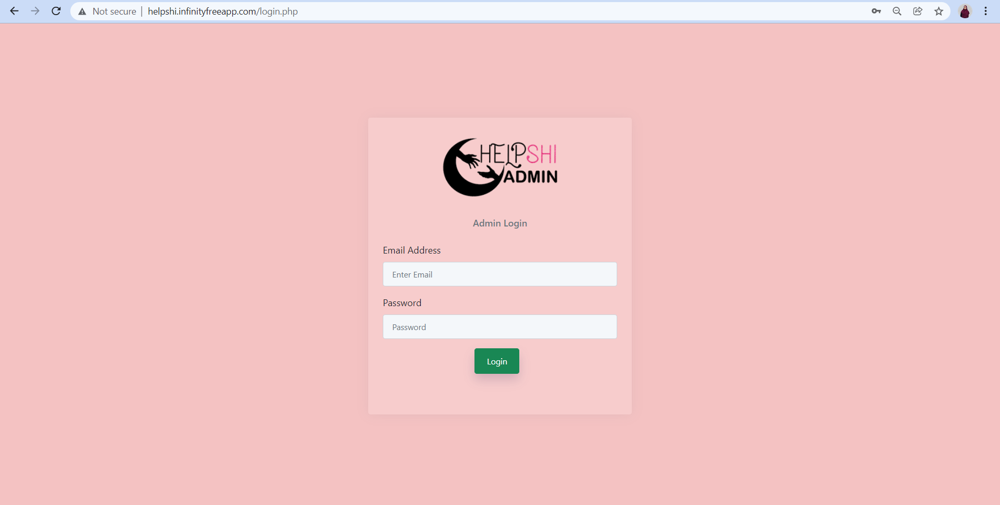 Not secure | helpshi.infinityfreeapp.com/login.php
HELPSHI
ADMIN
Admin Login
Email Address
Enter Email
Password
Password
Login